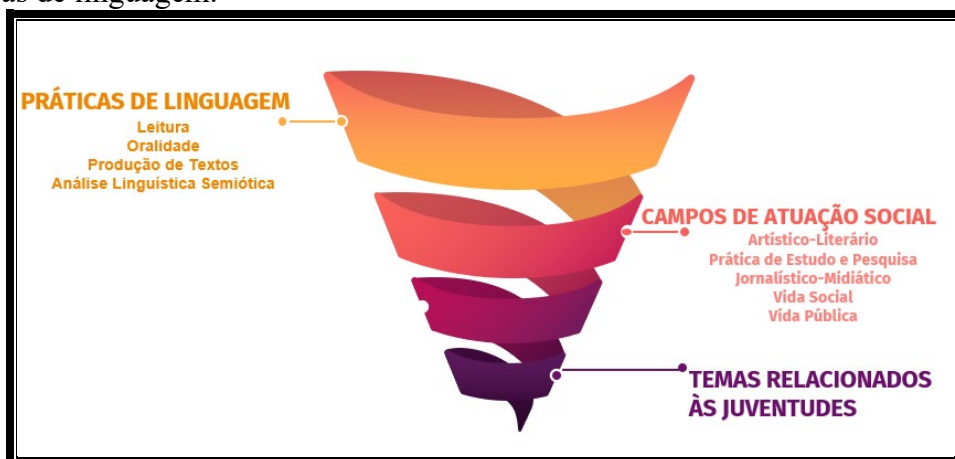 as de linguagem.
PRÁTICAS DE LINGUAGEM
Leitura
Oralidade
Produção de Textos
Análise Linguística Semiótica
CAMPOS DE ATUAÇÃO SOCIAL
Artístico-Literário
Prática de Estudo e Pesquisa
Jornalístico-Midiático
Vida Social
Vida Pública
TEMAS RELACIONADOS
ÀS JUVENTUDES